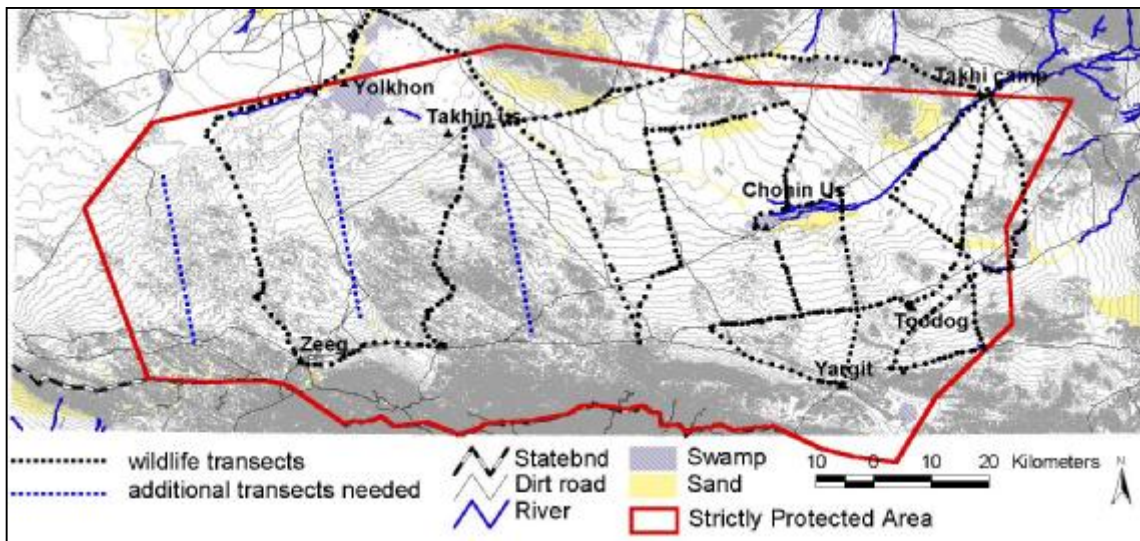 Yolkhon
Takhin Us
Takhi camp
Chonin Us
Toodog
Zeeg
Yargit
wildlife transects
additional transects needed
Statebnd
Dirt road
River
Swamp
Sand
Strictly Protected Area
10 0 10 20 Kilometers
N